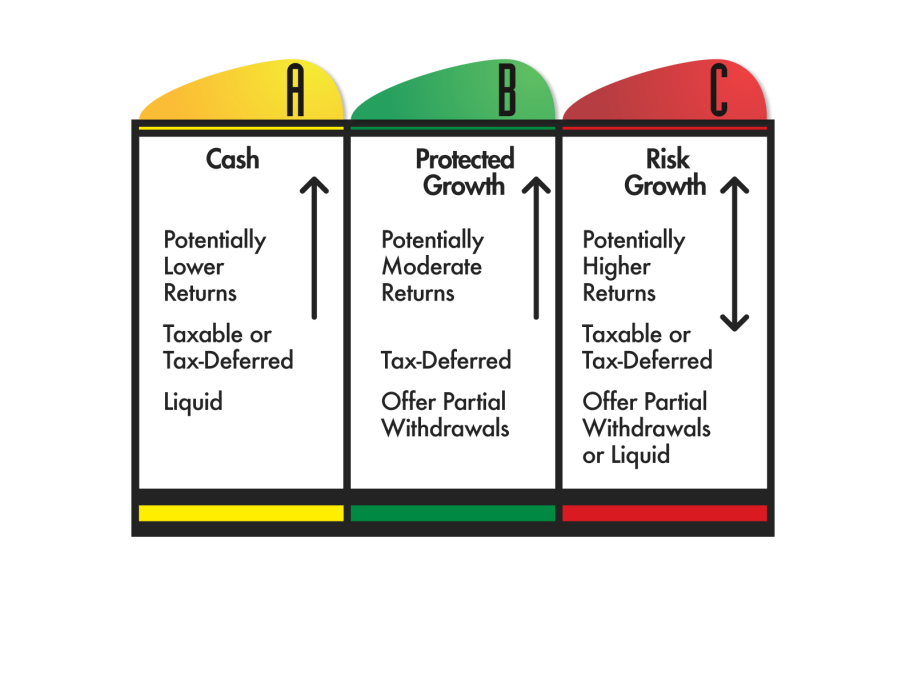 A
B
C
Cash
Potentially
Lower
Returns
Taxable or
Tax-Deferred
Liquid
Protected
Growth
Potentially
Moderate
Returns
Tax-Deferred
Offer Partial
Withdrawals
Risk
Growth
Potentially
Higher
Returns
Taxable or
Tax-Deferred
Offer Partial
Withdrawals
or Liquid